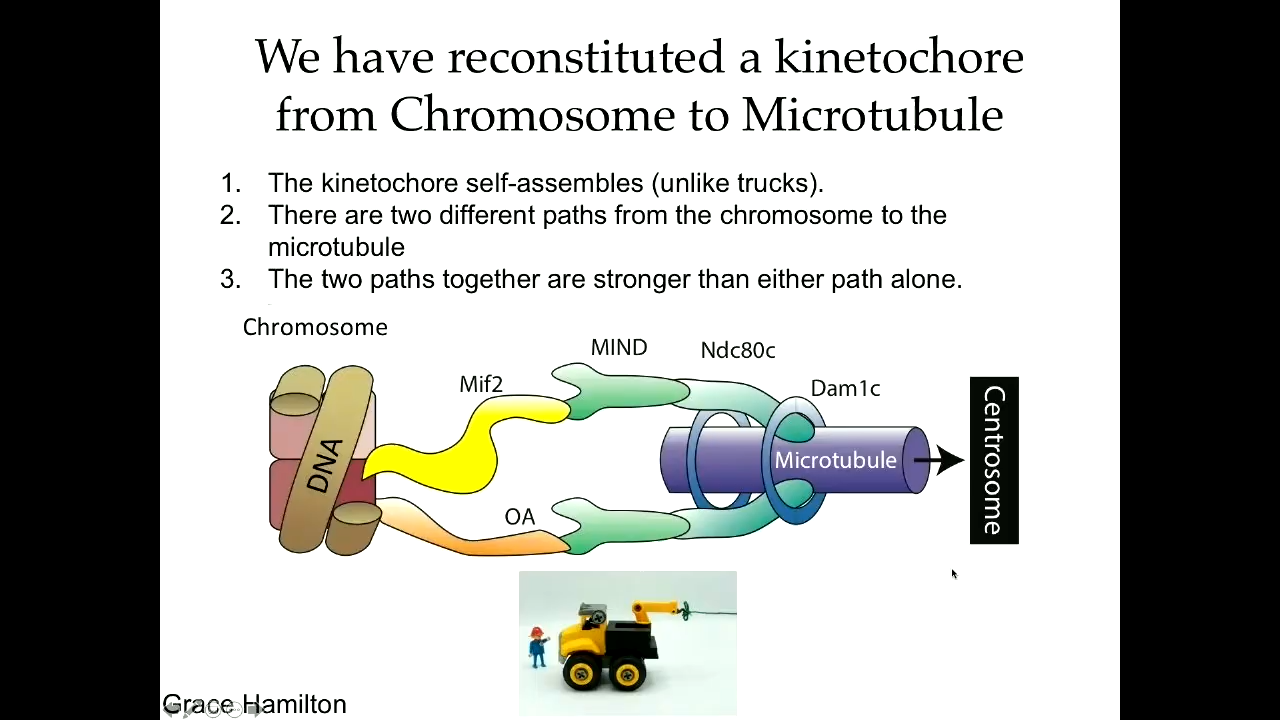 We have reconstituted a kinetochore
from Chromosome to Microtubule
1. The kinetochore self-assembles (unlike trucks).
2. There are two different paths from the chromosome to the
microtubule
3. The two paths together are stronger than either path alone.
Chromosome
MIND
Ndc80c
Mif2
Dam1c
DNA
Microtubule
Centrosome
OA
Grace Hamilton